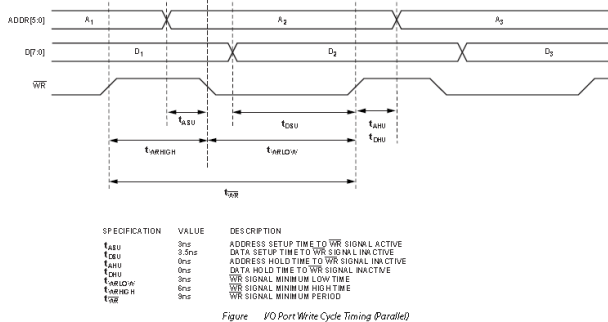 ADDR[5:0] A1 A2 A3
D[7:0] D1 D2 D3
WR
tASU tDSU tAHU
tDHU
tWRHIGH tWRLOW
tWR
SPECIFICATION VALUE DESCRIPTION
tASU 3ns ADDRESS SETUP TIME TO WR SIGNAL ACTIVE
tDSU 3.5ns DATA SETUP TIME TO WR SIGNAL INACTIVE
tAHU 0ns ADDRESS HOLD TIME TO WR SIGNAL INACTIVE
tDHU 0ns DATA HOLD TIME TO WR SIGNAL INACTIVE
tWRLOW 3ns WR SIGNAL MINIMUM LOW TIME
tWRHIGH 6ns WR SIGNAL MINIMUM HIGH TIME
tWR 9ns WR SIGNAL MINIMUM PERIOD
Figure I/O Port Write Cycle Timing (Parallel)